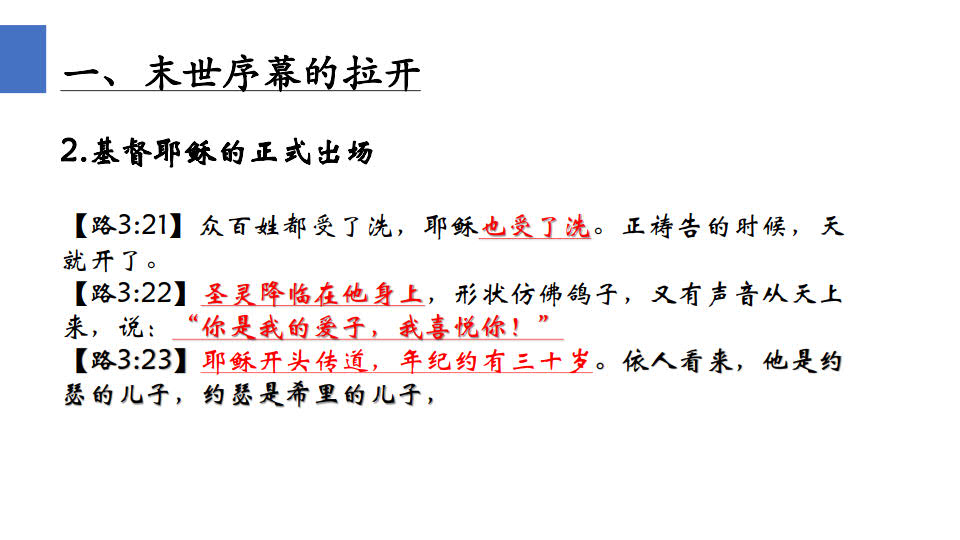 一、末世序幕的拉开
2.基督耶稣的正式出场
【路3:21】众百姓都受了洗，耶稣也受了洗。正祷告的时候，天
就开了。
【路3:22】圣灵降临在他身上，形状仿佛鸽子，又有声音从天上
来，说：“你是我的爱子，我喜悦你！”
【路3:23】耶稣开头传道，年纪约有三十岁。依人看来，他是约
瑟的儿子，约瑟是希里的儿子，